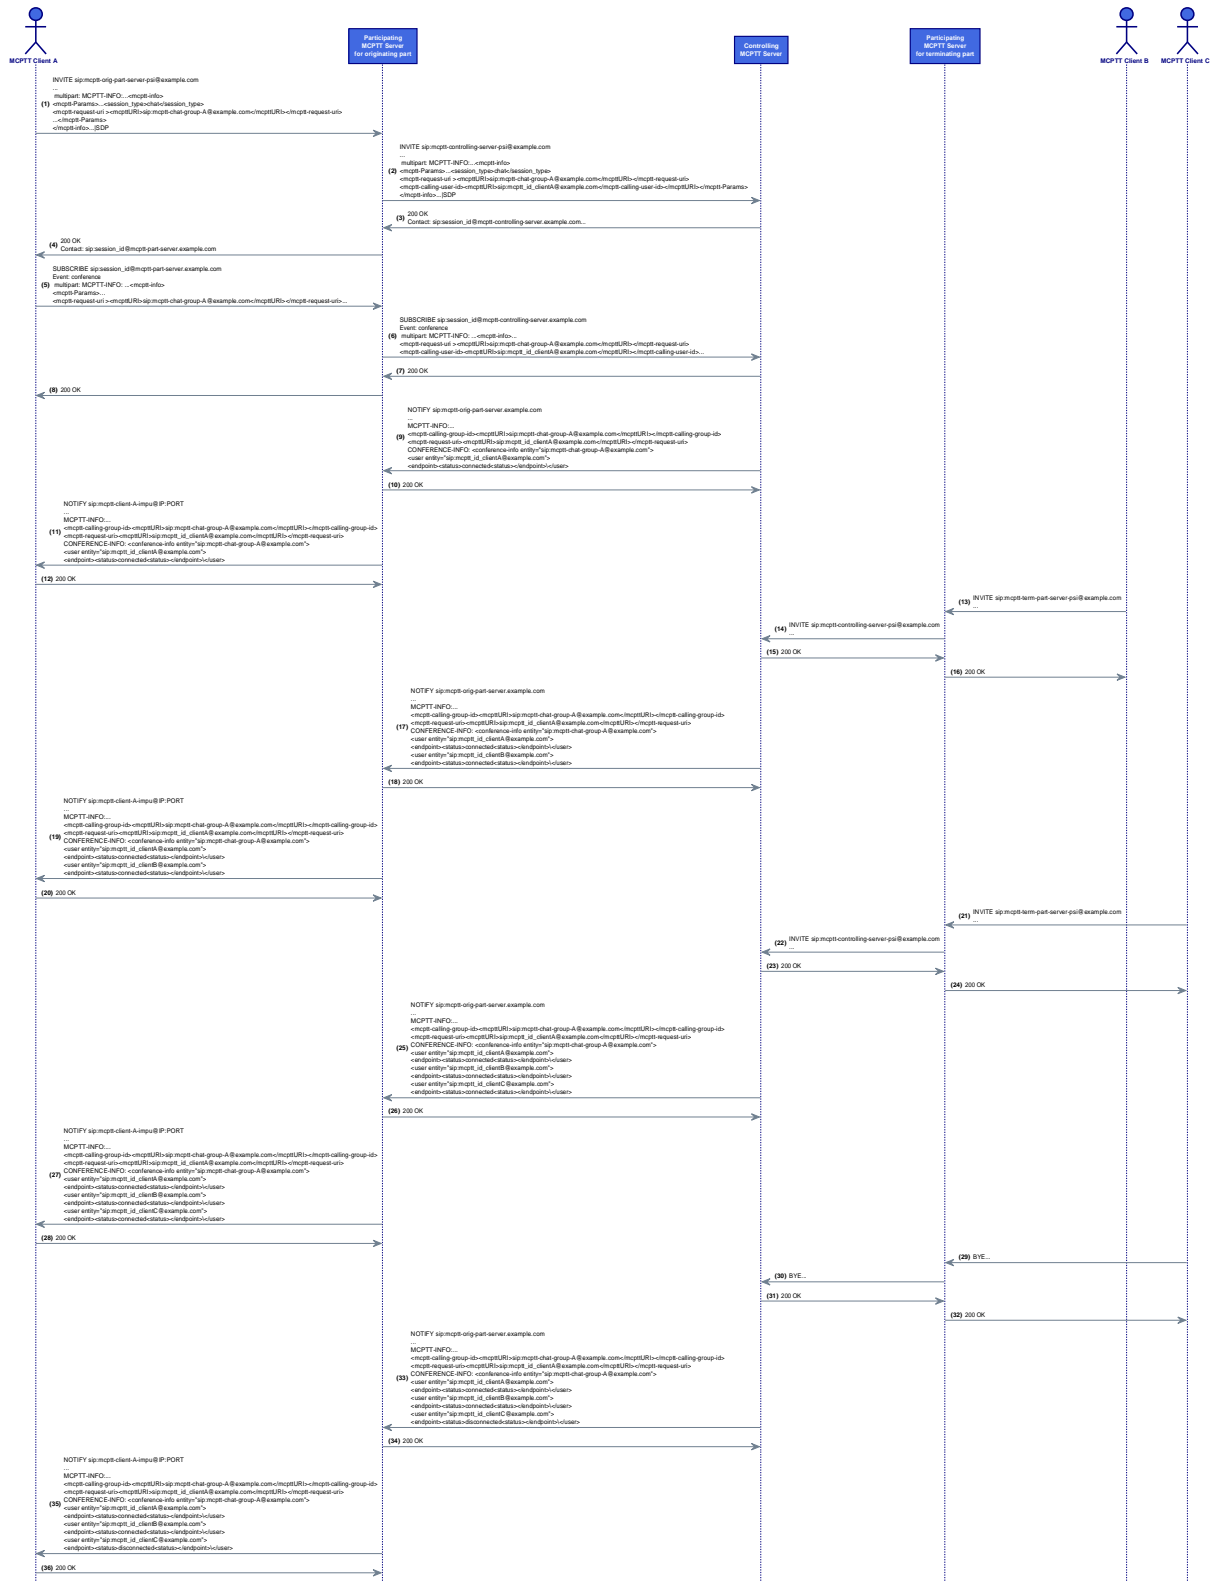 MCPTT Client A
Participating
MCPTT Server
for originating part
Controlling
MCPTT Server
Participating
MCPTT Server
for terminating part
MCPTT Client B
MCPTT Client C
INVITE sip:mcptt-orig-part-server-psi@example.com
...
multipart: MCPTT-INFO:...<mcptt-info>
(1) <mcptt-Params>...<session_type>chat</session_type>
<mcptt-request-uri ><mcpttURI>sip:mcptt-chat-group-A@example.com</mcpttURI></mcptt-request-uri>
...</mcptt-Params>
</mcptt-info>...|SDP
INVITE sip:mcptt-controlling-server-psi@example.com
...
multipart: MCPTT-INFO:...<mcptt-info>
(2) <mcptt-Params>...<session_type>chat</session_type>
<mcptt-request-uri ><mcpttURI>sip:mcptt-chat-group-A@example.com</mcpttURI></mcptt-request-uri>
<mcptt-calling-user-id><mcpttURI>sip:mcptt_id_clientA@example.com</mcptt-calling-user-id></mcpttURI></mcptt-Params>
</mcptt-info>...|SDP
(3) 200 OK
Contact: sip:session_id@mcptt-controlling-server.example.com...
(4) 200 OK
Contact: sip:session_id@mcptt-part-server.example.com
SUBSCRIBE sip:session_id@mcptt-part-server.example.com
Event: conference
(5) multipart: MCPTT-INFO: ...<mcptt-info>
<mcptt-Params>...
<mcptt-request-uri ><mcpttURI>sip:mcptt-chat-group-A@example.com</mcpttURI></mcptt-request-uri>...
SUBSCRIBE sip:session_id@mcptt-controlling-server.example.com
Event: conference
(6) multipart: MCPTT-INFO: ...<mcptt-info>...
<mcptt-request-uri ><mcpttURI>sip:mcptt-chat-group-A@example.com</mcpttURI></mcptt-request-uri>
<mcptt-calling-user-id><mcpttURI>sip:mcptt_id_clientA@example.com</mcpttURI></mcptt-calling-user-id>...
(7) 200 OK
(8) 200 OK
NOTIFY sip:mcptt-orig-part-server.example.com
...
MCPTT-INFO:...
(9) <mcptt-calling-group-id><mcpttURI>sip:mcptt-chat-group-A@example.com</mcpttURI></mcptt-calling-group-id>
<mcptt-request-uri><mcpttURI>sip:mcptt_id_clientA@example.com</mcpttURI></mcptt-request-uri>
CONFERENCE-INFO: <conference-info entity="sip:mcptt-chat-group-A@example.com">
<user entity="sip:mcptt_id_clientA@example.com">
<endpoint><status>connected<status></endpoint>\</user>
(10) 200 OK
NOTIFY sip:mcptt-client-A-impu@IP:PORT
...
MCPTT-INFO:...
(11) <mcptt-calling-group-id><mcpttURI>sip:mcptt-chat-group-A@example.com</mcpttURI></mcptt-calling-group-id>
<mcptt-request-uri><mcpttURI>sip:mcptt_id_clientA@example.com</mcpttURI></mcptt-request-uri>
CONFERENCE-INFO: <conference-info entity="sip:mcptt-chat-group-A@example.com">
<user entity="sip:mcptt_id_clientA@example.com">
<endpoint><status>connected<status></endpoint>\</user>
(12) 200 OK
(13) INVITE sip:mcptt-term-part-server-psi@example.com
...
(14) INVITE sip:mcptt-controlling-server-psi@example.com
...
(15) 200 OK
(16) 200 OK
NOTIFY sip:mcptt-orig-part-server.example.com
...
MCPTT-INFO:...
<mcptt-calling-group-id><mcpttURI>sip:mcptt-chat-group-A@example.com</mcpttURI></mcptt-calling-group-id>
(17) <mcptt-request-uri><mcpttURI>sip:mcptt_id_clientA@example.com</mcpttURI></mcptt-request-uri>
CONFERENCE-INFO: <conference-info entity="sip:mcptt-chat-group-A@example.com">
<user entity="sip:mcptt_id_clientA@example.com">
<endpoint><status>connected<status></endpoint>\</user>
<user entity="sip:mcptt_id_clientB@example.com">
<endpoint><status>connected<status></endpoint>\</user>
(18) 200 OK
NOTIFY sip:mcptt-client-A-impu@IP:PORT
...
MCPTT-INFO:...
<mcptt-calling-group-id><mcpttURI>sip:mcptt-chat-group-A@example.com</mcpttURI></mcptt-calling-group-id>
(19) <mcptt-request-uri><mcpttURI>sip:mcptt_id_clientA@example.com</mcpttURI></mcptt-request-uri>
CONFERENCE-INFO: <conference-info entity="sip:mcptt-chat-group-A@example.com">
<user entity="sip:mcptt_id_clientA@example.com">
<endpoint><status>connected<status></endpoint>\</user>
<user entity="sip:mcptt_id_clientB@example.com">
<endpoint><status>connected<status></endpoint>\</user>
(20) 200 OK
(21) INVITE sip:mcptt-term-part-server-psi@example.com
...
(22) INVITE sip:mcptt-controlling-server-psi@example.com
...
(23) 200 OK
(24) 200 OK
NOTIFY sip:mcptt-orig-part-server.example.com
...
MCPTT-INFO:...
<mcptt-calling-group-id><mcpttURI>sip:mcptt-chat-group-A@example.com</mcpttURI></mcptt-calling-group-id>
<mcptt-request-uri><mcpttURI>sip:mcptt_id_clientA@example.com</mcpttURI></mcptt-request-uri>
(25) CONFERENCE-INFO: <conference-info entity="sip:mcptt-chat-group-A@example.com">
<user entity="sip:mcptt_id_clientA@example.com">
<endpoint><status>connected<status></endpoint>\</user>
<user entity="sip:mcptt_id_clientB@example.com">
<endpoint><status>connected<status></endpoint>\</user>
<user entity="sip:mcptt_id_clientC@example.com">
<endpoint><status>connected<status></endpoint>\</user>
(26) 200 OK
NOTIFY sip:mcptt-client-A-impu@IP:PORT
...
MCPTT-INFO:...
<mcptt-calling-group-id><mcpttURI>sip:mcptt-chat-group-A@example.com</mcpttURI></mcptt-calling-group-id>
<mcptt-request-uri><mcpttURI>sip:mcptt_id_clientA@example.com</mcpttURI></mcptt-request-uri>
(27) CONFERENCE-INFO: <conference-info entity="sip:mcptt-chat-group-A@example.com">
<user entity="sip:mcptt_id_clientA@example.com">
<endpoint><status>connected<status></endpoint>\</user>
<user entity="sip:mcptt_id_clientB@example.com">
<endpoint><status>connected<status></endpoint>\</user>
<user entity="sip:mcptt_id_clientC@example.com">
<endpoint><status>connected<status></endpoint>\</user>
(28) 200 OK
(29) BYE...
(30) BYE...
(31) 200 OK
(32) 200 OK
NOTIFY sip:mcptt-orig-part-server.example.com
...
MCPTT-INFO:...
<mcptt-calling-group-id><mcpttURI>sip:mcptt-chat-group-A@example.com</mcpttURI></mcptt-calling-group-id>
<mcptt-request-uri><mcpttURI>sip:mcptt_id_clientA@example.com</mcpttURI></mcptt-request-uri>
(33) CONFERENCE-INFO: <conference-info entity="sip:mcptt-chat-group-A@example.com">
<user entity="sip:mcptt_id_clientA@example.com">
<endpoint><status>connected<status></endpoint>\</user>
<user entity="sip:mcptt_id_clientB@example.com">
<endpoint><status>connected<status></endpoint>\</user>
<user entity="sip:mcptt_id_clientC@example.com">
<endpoint><status>disconnected<status></endpoint>\</user>
(34) 200 OK
NOTIFY sip:mcptt-client-A-impu@IP:PORT
...
MCPTT-INFO:...
<mcptt-calling-group-id><mcpttURI>sip:mcptt-chat-group-A@example.com</mcpttURI></mcptt-calling-group-id>
<mcptt-request-uri><mcpttURI>sip:mcptt_id_clientA@example.com</mcpttURI></mcptt-request-uri>
(35) CONFERENCE-INFO: <conference-info entity="sip:mcptt-chat-group-A@example.com">
<user entity="sip:mcptt_id_clientA@example.com">
<endpoint><status>connected<status></endpoint>\</user>
<user entity="sip:mcptt_id_clientB@example.com">
<endpoint><status>connected<status></endpoint>\</user>
<user entity="sip:mcptt_id_clientC@example.com">
<endpoint><status>disconnected<status></endpoint>\</user>
(36) 200 OK